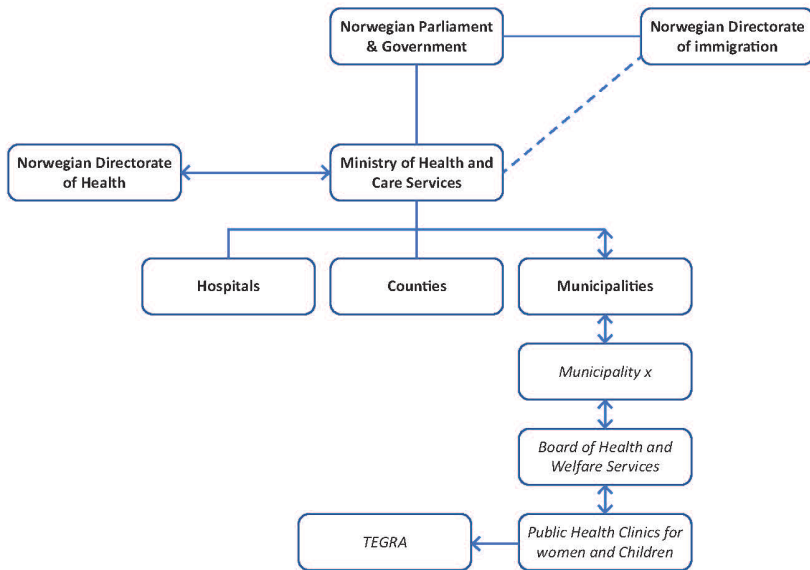 Norwegian Parliament
& Government
Norwegian Directorate
of immigration
Norwegian Directorate
of Health
Ministry of Health and
Care Services
Hospitals
Counties
Municipalities
Municipality x
Board of Health and
Welfare Services
TEGRA
Public Health Clinics for
women and Children